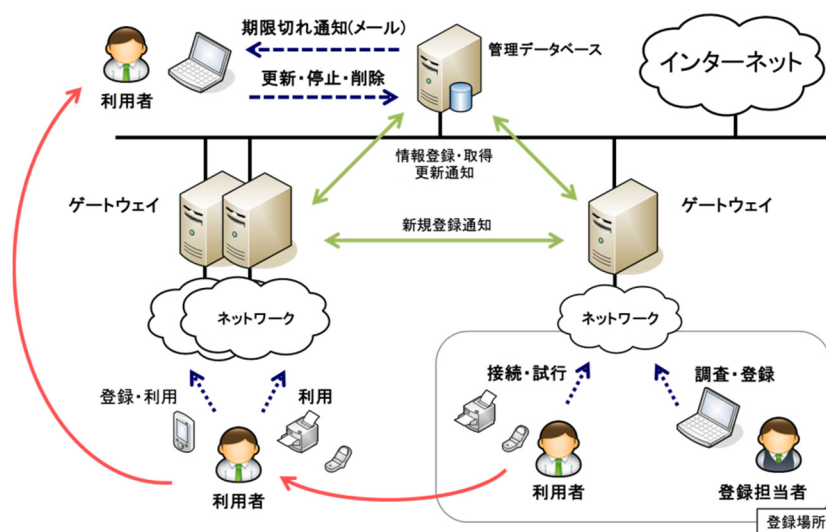 期限切れ通知(メール)
管理データベース
インターネット
更新・停止・削除
利用者
情報登録・取得
更新通知
ゲートウェイ
ゲートウェイ
新規登録通知
ネットワーク
ネットワーク
接続・試行
調査・登録
登録・利用
利用
利用者
利用者
登録担当者
登録場所